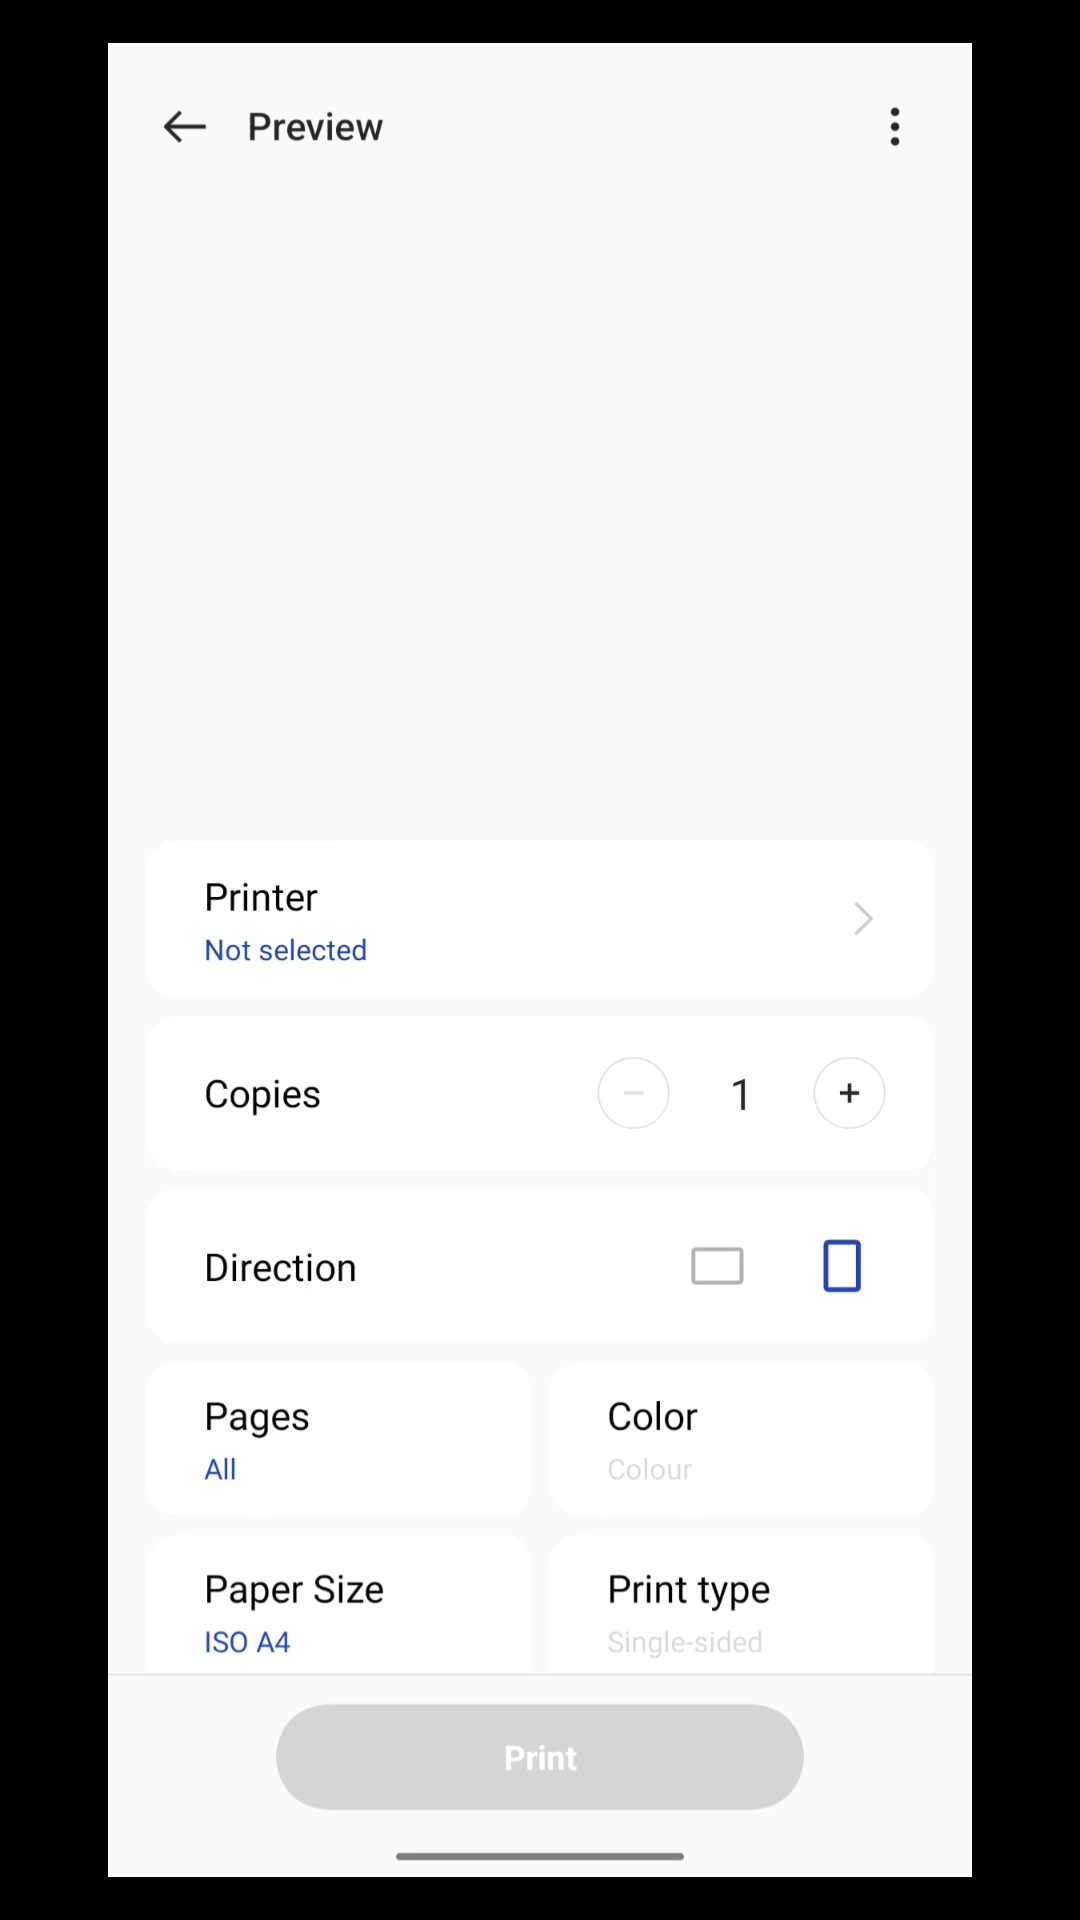 Preview
Printer
Not selected
Copies
1
Direction
Pages
All
Color
Colour
Paper Size
ISO A4
Print type
Single-sided
Print